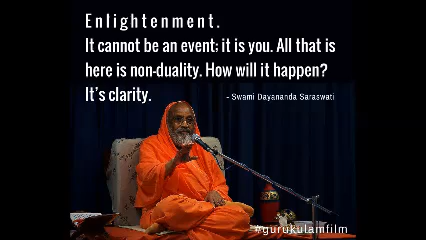 Enlightenment.
It cannot be an event; it is you. All that is
here is non-duality. How will it happen?
It's clarity.
- Swami Dayananda Saraswati
#gurukulamfilm